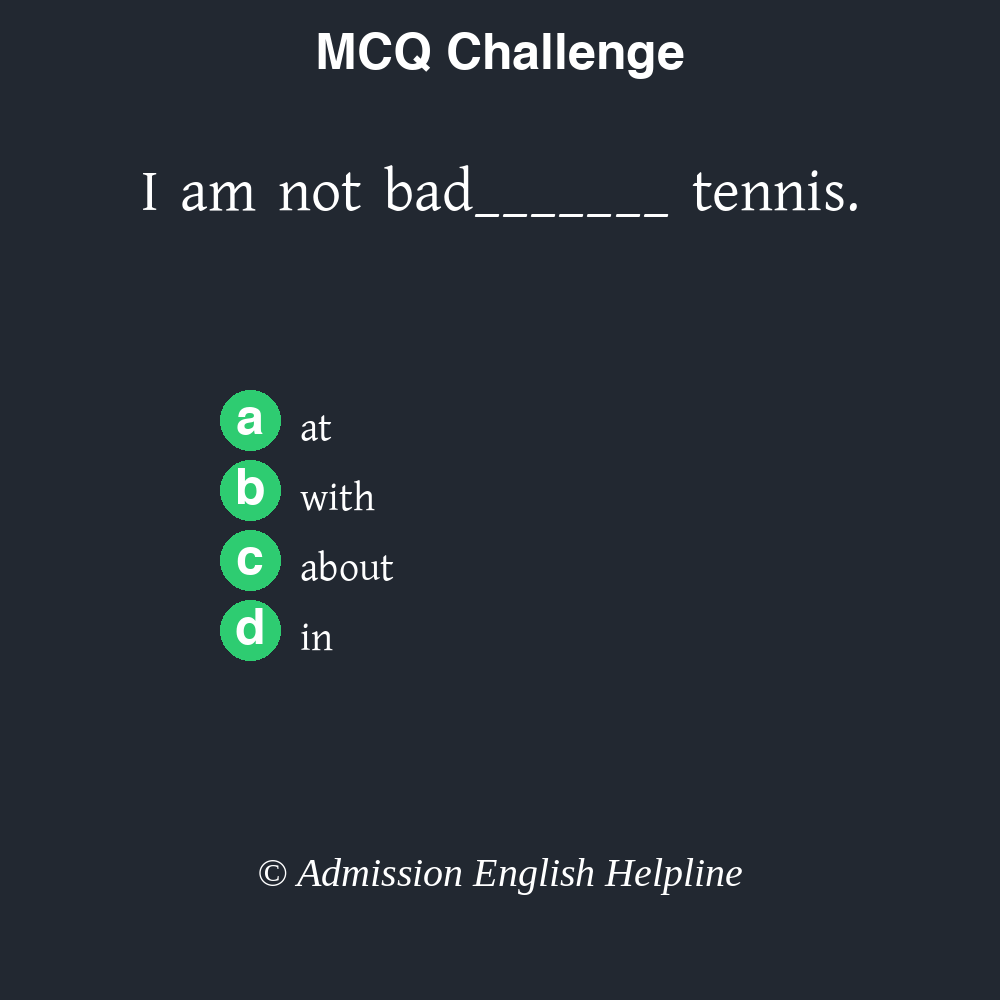 MCQ Challenge
I am not bad_______ tennis.
a at
b with
c about
d in
© Admission English Helpline